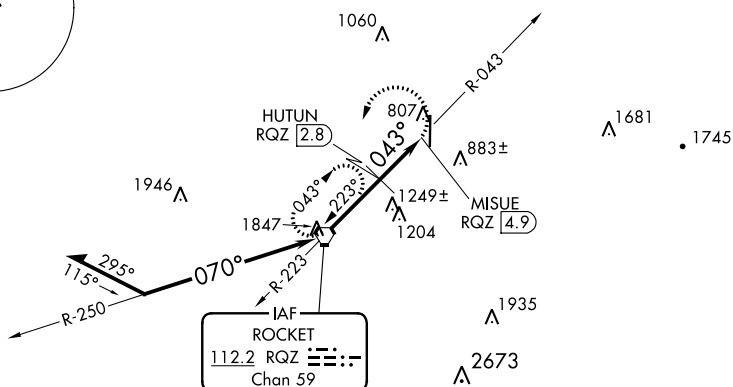 1060
R-043
HUTUN
RQZ 2.8
807
1681
1745
043°
883±
1946
043°
223°
1249±
MISUE
RQZ 4.9
1847
1204
070°
R-223
295°
115°
R-250
IAF
ROCKET
112.2 RQZ
Chan 59
1935
2673